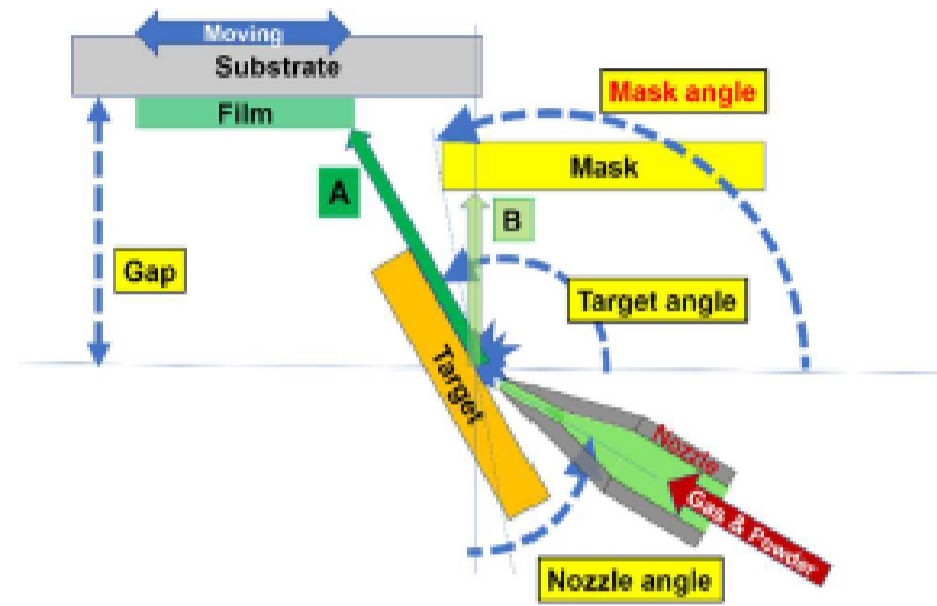 Moving
Substrate
Film
Mask angle
Mask
A
B
Gap
Target angle
Target
Nozzle
Gas & Powder
Nozzle angle